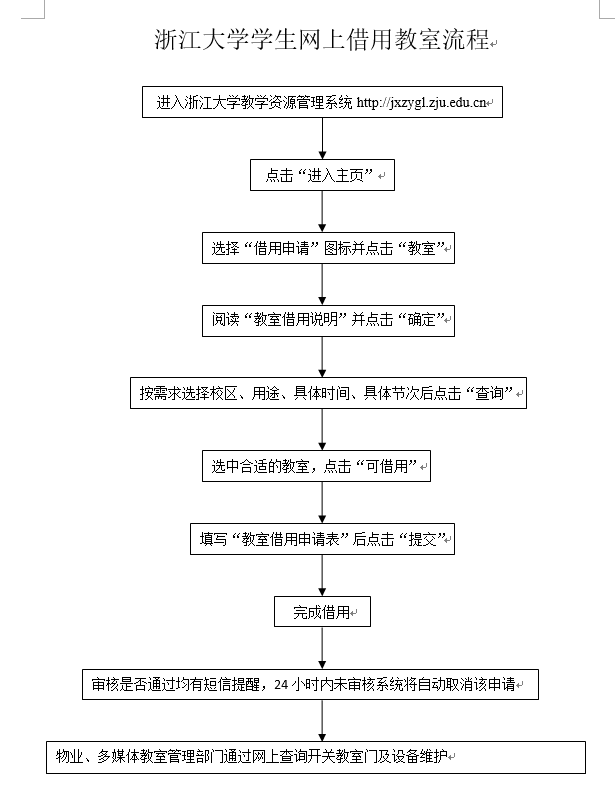 浙江大学学生网上借用教室流程
进入浙江大学教学资源管理系统 http://jxzygl.zju.edu.cn
点击“进入主页”
选择“借用申请”图标并点击“教室”
阅读“教室借用说明”并点击“确定”
按需求选择校区、用途、具体时间、具体节次后点击“查询”
选中合适的教室，点击“可借用”
填写“教室借用申请表”后点击“提交”
完成借用
审核是否通过均有短信提醒，24 小时内未审核系统将自动取消该申请
物业、多媒体教室管理部门通过网上查询开关教室门及设备维护